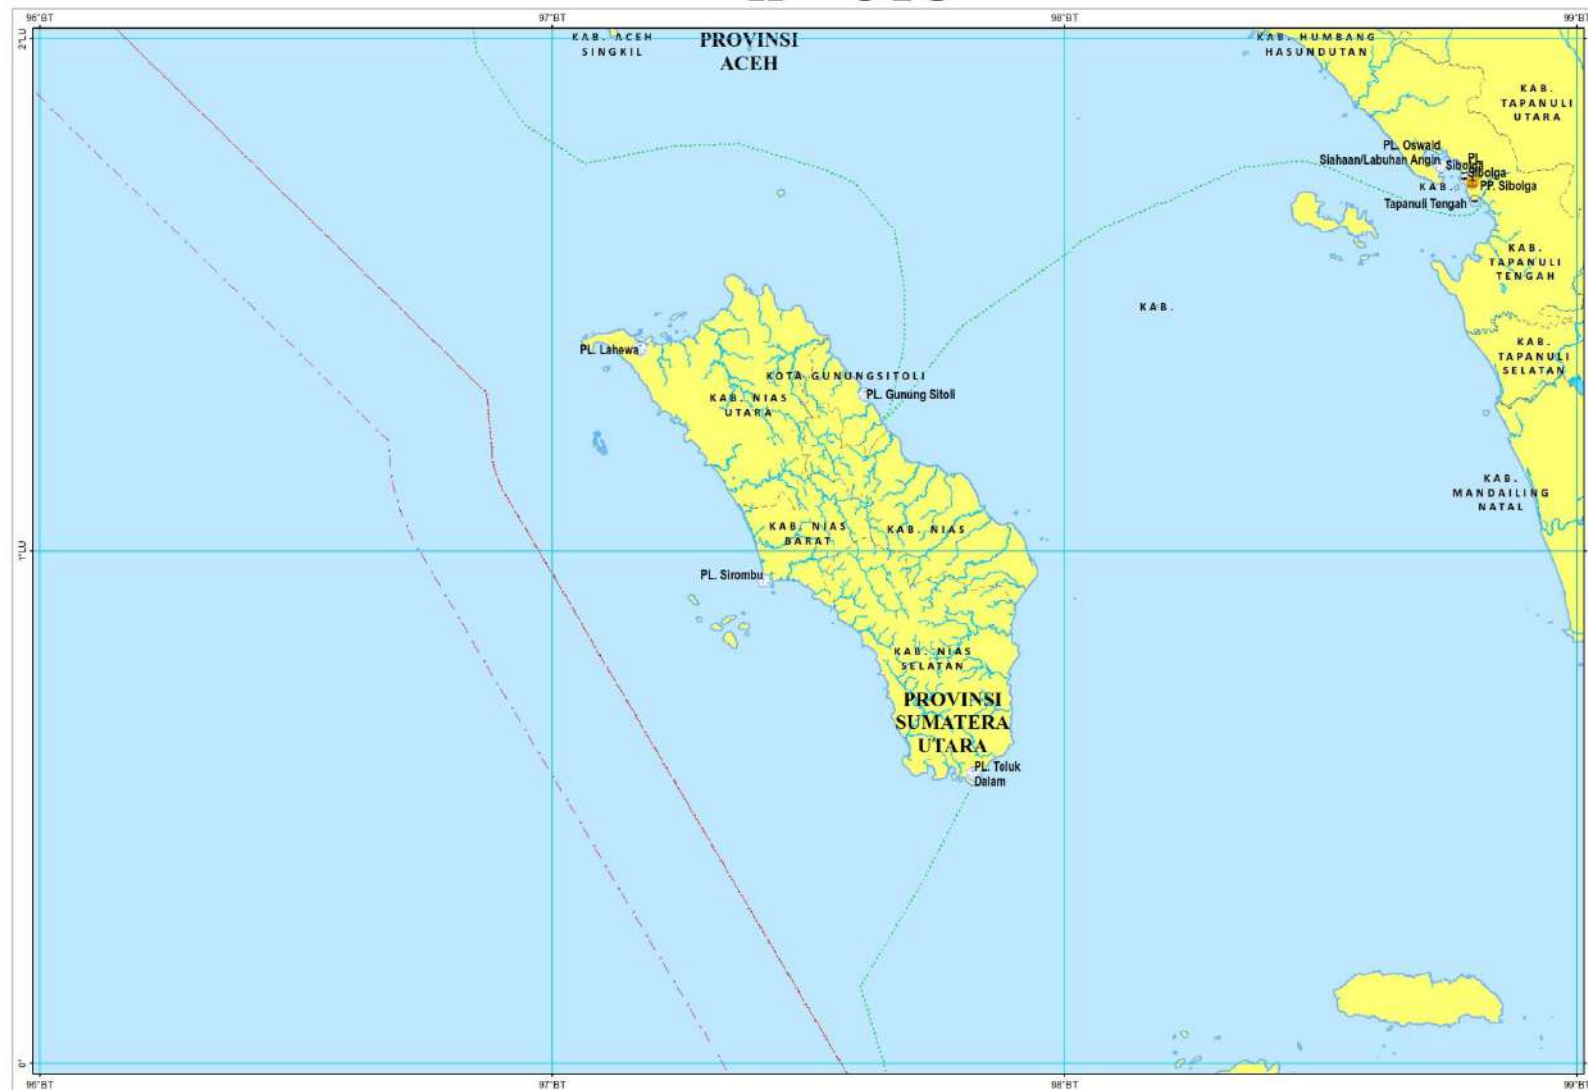 96°BT
97°BT
98°BT
99°BT
2°LU
KAB. ACEH
SINGKIL
PROVINSI
ACEH
KAB. HUMBANG
HASUNDUTAN
KAB.
TAPANULI
UTARA
PL. Oswald
Siahaan/Labuhan Angin
Sibolga
PL.
Sibolga
KAB.
PP. Sibolga
Tapanuli Tengah
KAB.
TAPANULI
TENGAH
KAB.
PL. Lahewa
KAB.
TAPANULI
SELATAN
KOTA GUNUNGSITOLI
PL. Gunung Sitoli
KAB. NIAS
UTARA
KAB.
MANDAILING
NATAL
KAB. NIAS
BARAT
KAB. NIAS
1°LU
PL. Sirombu
KAB. NIAS
SELATAN
PROVINSI
SUMATERA
UTARA
PL. Teluk
Dalam
0°
96°BT
97°BT
98°BT
99°BT